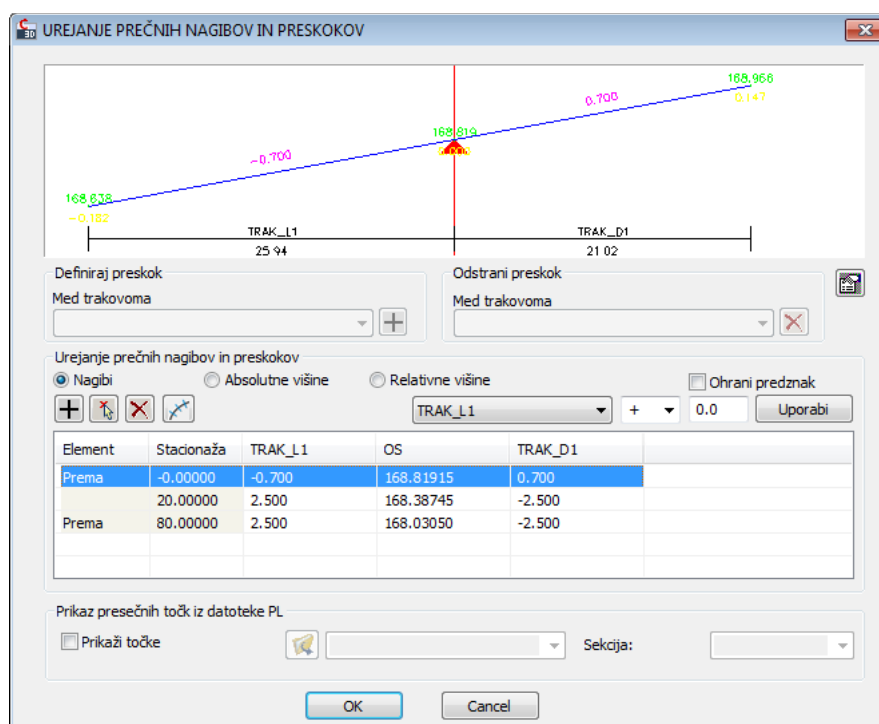 UREJANJE PREČNIH NAGIBOV IN PRESKOKOV
168.966
0.700
0.147
168.819
-0.700
168.638
-0.182
TRAK_L1 TRAK_D1
25 94 21 02
Definiraj preskok Odstrani preskok
Med trakovoma Med trakovoma
Urejanje prečnih nagibov in preskokov
Nagibi Absolutne višine Relativne višine Ohrani predznak
TRAK_L1 + 0.0 Uporabi
Element Stacionaža TRAK_L1 OS TRAK_D1
Prema -0.00000 -0.700 168.81915 0.700
20.00000 2.500 168.38745 -2.500
Prema 80.00000 2.500 168.03050 -2.500
Prikaz presečnih točk iz datoteke PL
Prikaži točke Sekcija:
OK Cancel